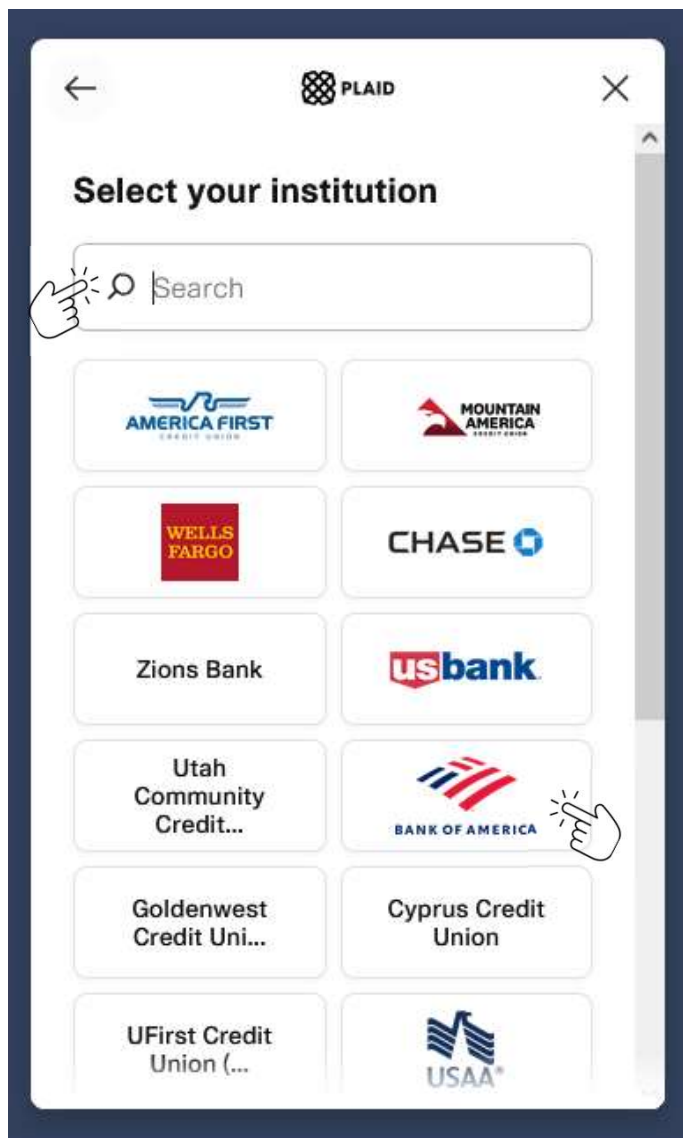 PLAID
Select your institution
Search
AMERICA FIRST
CREDIT UNION
MOUNTAIN
AMERICA
CREDIT UNION
WELLS
FARGO
CHASE
Zions Bank
usbank
Utah
Community
Credit...
BANK OF AMERICA
Goldenwest
Credit Uni...
Cyprus Credit
Union
UFirst Credit
Union (...
USAA®